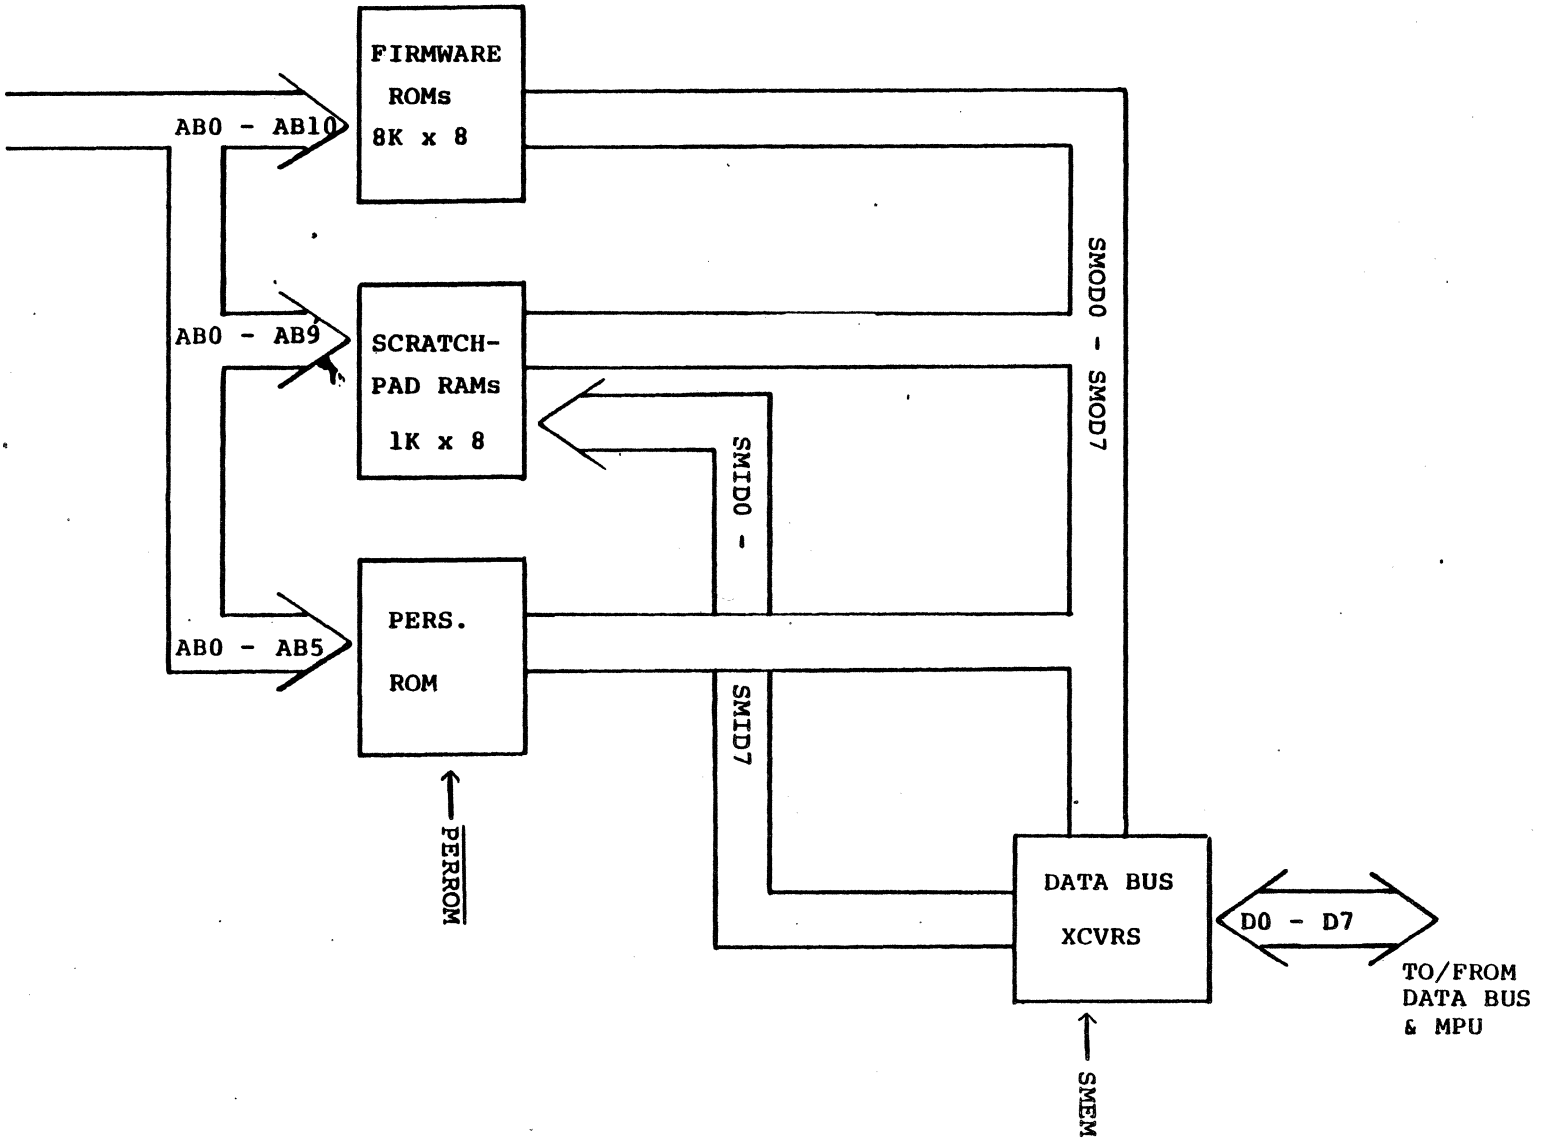 FIRMWARE
ROMs
8K x 8
AB0 - AB10
SCRATCH-
PAD RAMs
1K x 8
AB0 - AB9
SMOD0 - SMOD7
SMID0 -
SMID7
PERS.
ROM
AB0 - AB5
PERROM
DATA BUS
XCVRS
D0 - D7
TO/FROM
DATA BUS
& MPU
SMEM